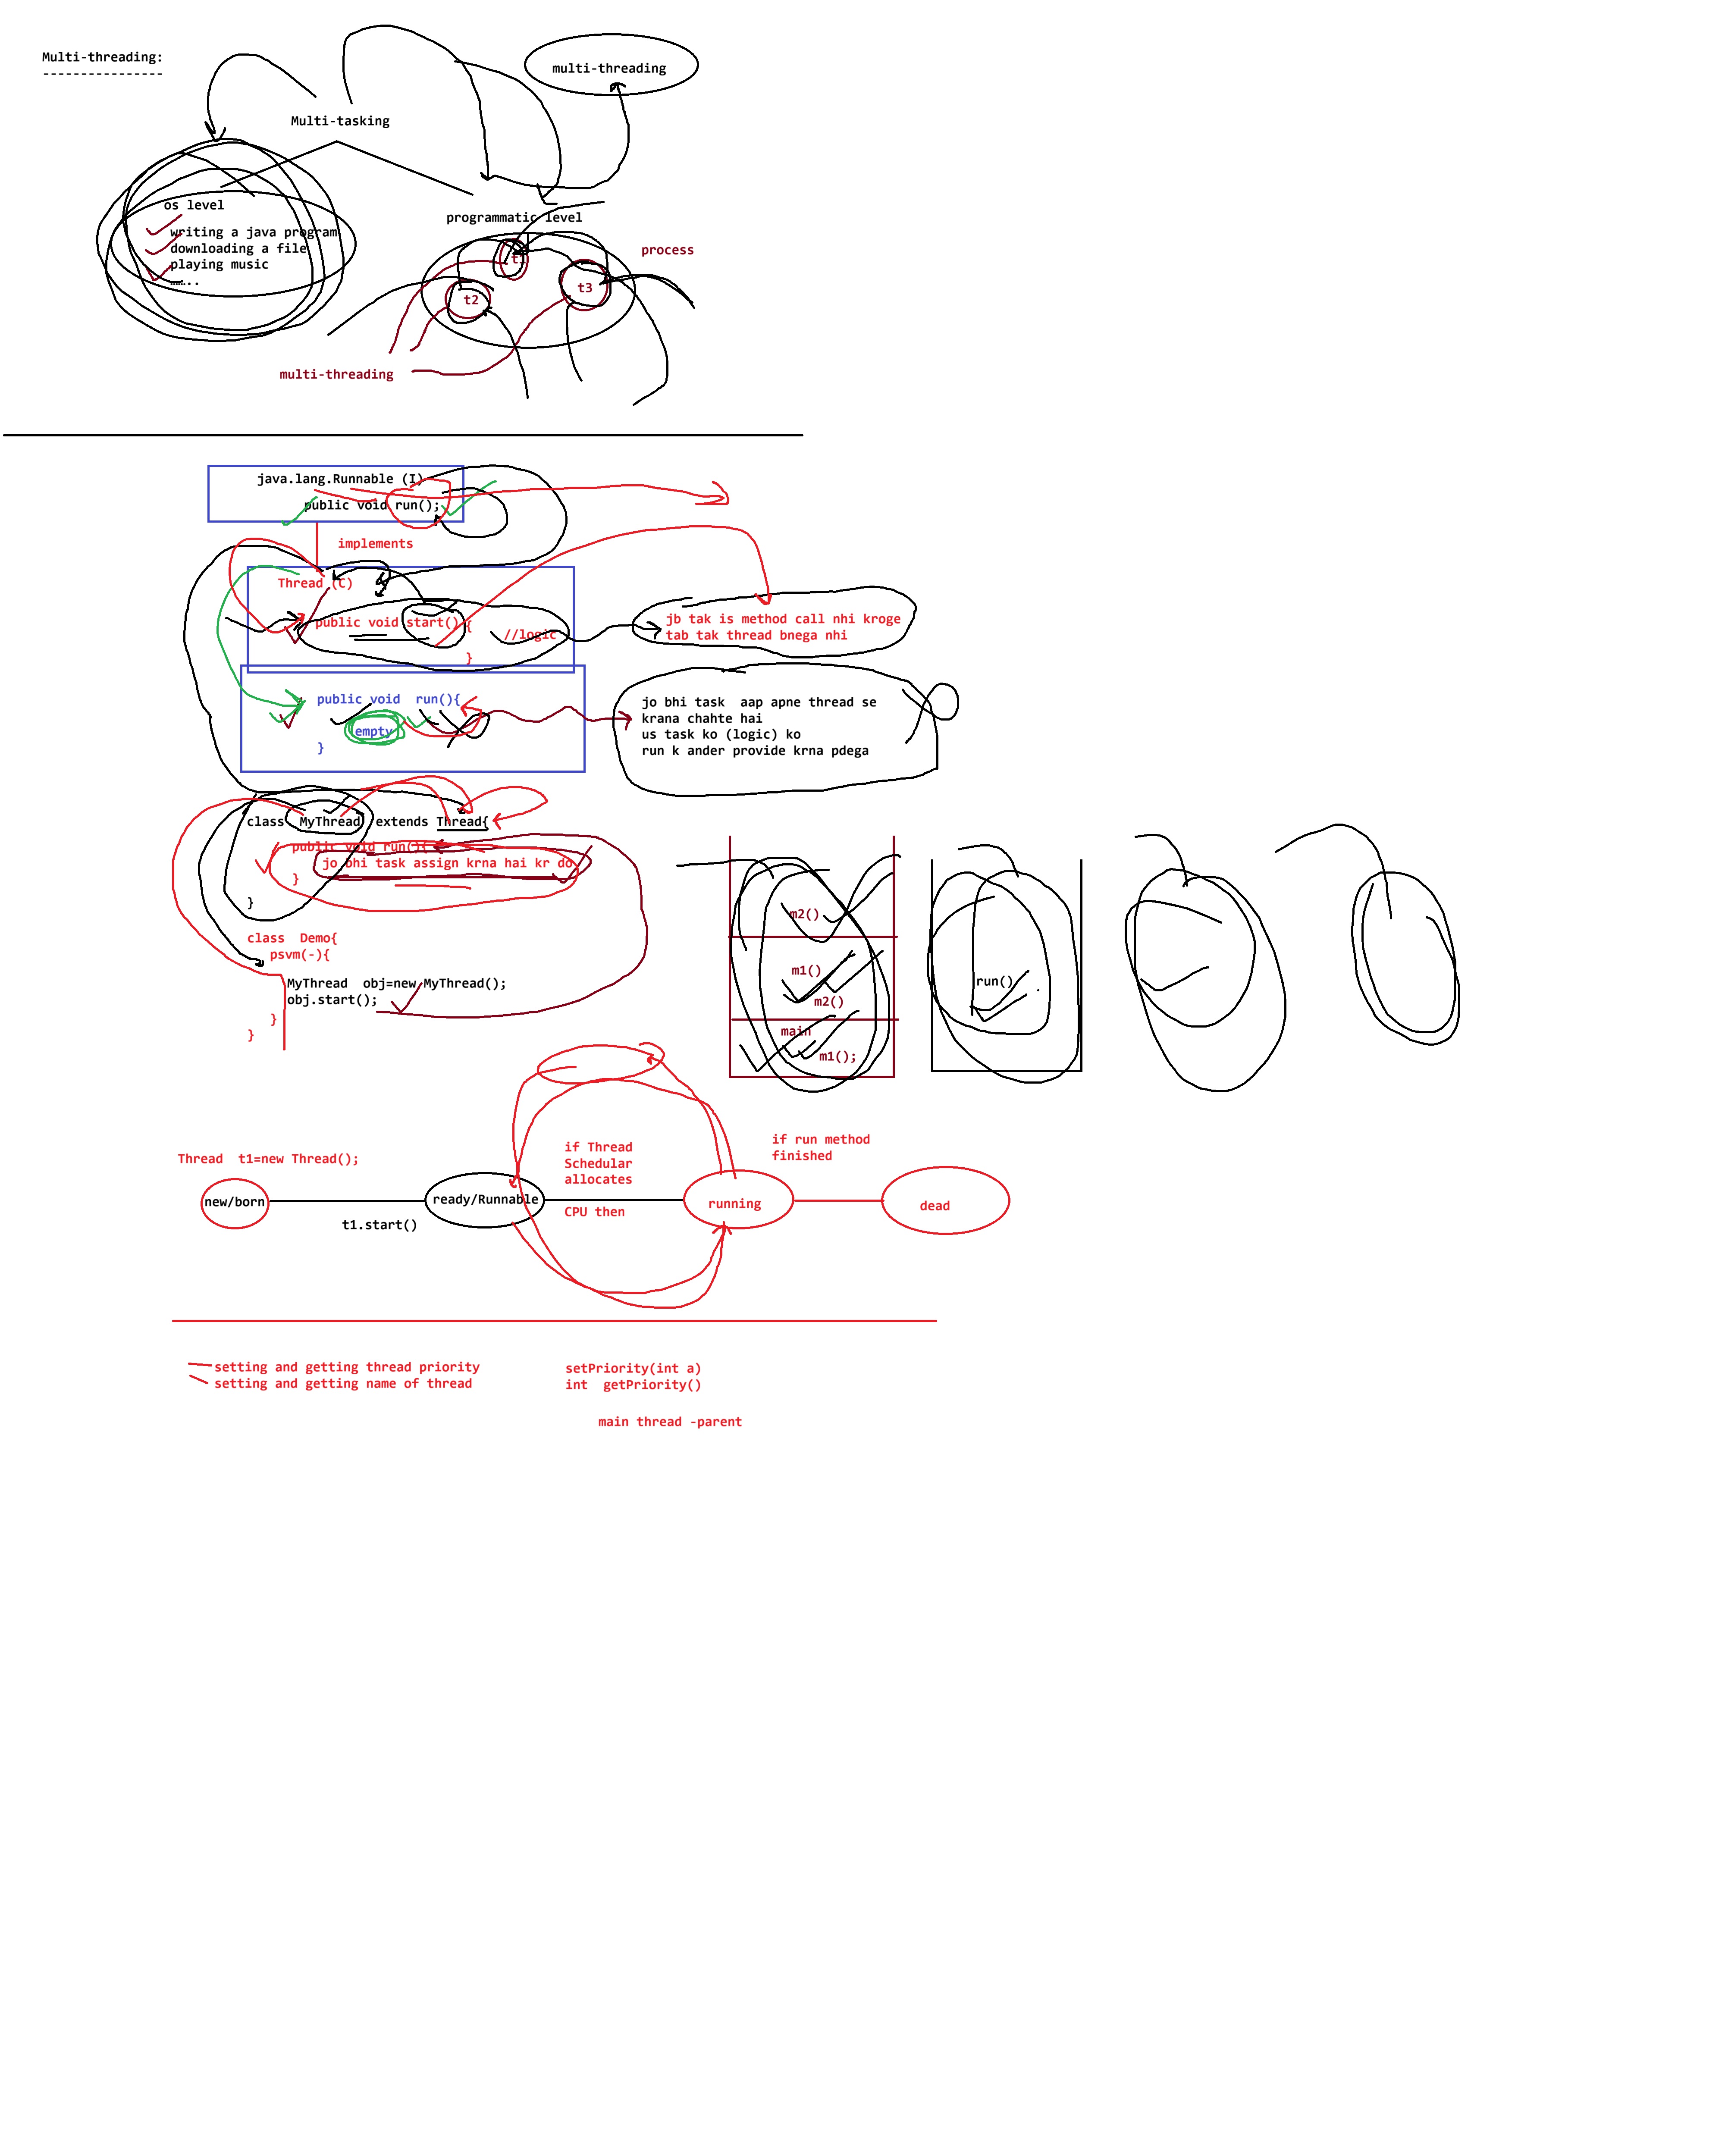 Multi-threading:
----------------
multi-threading
Multi-tasking
os level
writing a java program
downloading a file
playing music
programmatic level
process
t1
t2
t3
multi-threading
java.lang.Runnable (I)
public void run();
implements
Thread (C)
public void start(){
//logic
}
jb tak is method call nhi kroge
tab tak thread bnega nhi
public void run(){
empty
}
jo bhi task aap apne thread se
krana chahte hai
us task ko (logic) ko
run k ander provide krna pdega
class MyThread extends Thread{
public void run(){
jo bhi task assign krna hai kr do
}
}
class Demo{
psvm(-){
MyThread obj=new MyThread();
obj.start();
}
}
m2()
m1()
m2()
main
m1();
run()
Thread t1=new Thread();
new/born
t1.start()
ready/Runnable
if Thread
Schedular
allocates
CPU then
running
if run method
finished
dead
setting and getting thread priority
setting and getting name of thread
setPriority(int a)
int getPriority()
main thread -parent